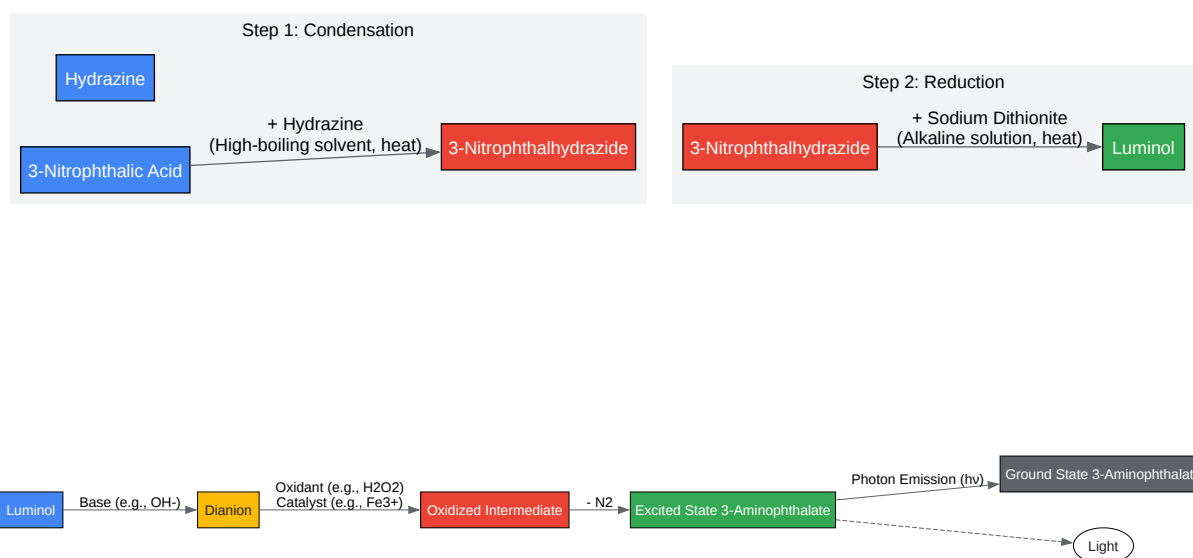 Step 1: Condensation
Hydrazine
+ Hydrazine
(High-boiling solvent, heat)
3-Nitrophthalic Acid
3-Nitrophthalhydrazide
Step 2: Reduction
3-Nitrophthalhydrazide
+ Sodium Dithionite
(Alkaline solution, heat)
Luminol
Luminol
Base (e.g., OH-)
Dianion
Oxidant (e.g., H2O2)
Catalyst (e.g., Fe3+)
Oxidized Intermediate
- N2
Excited State 3-Aminophthalate
Photon Emission (hν)
Ground State 3-Aminophthalat
Light